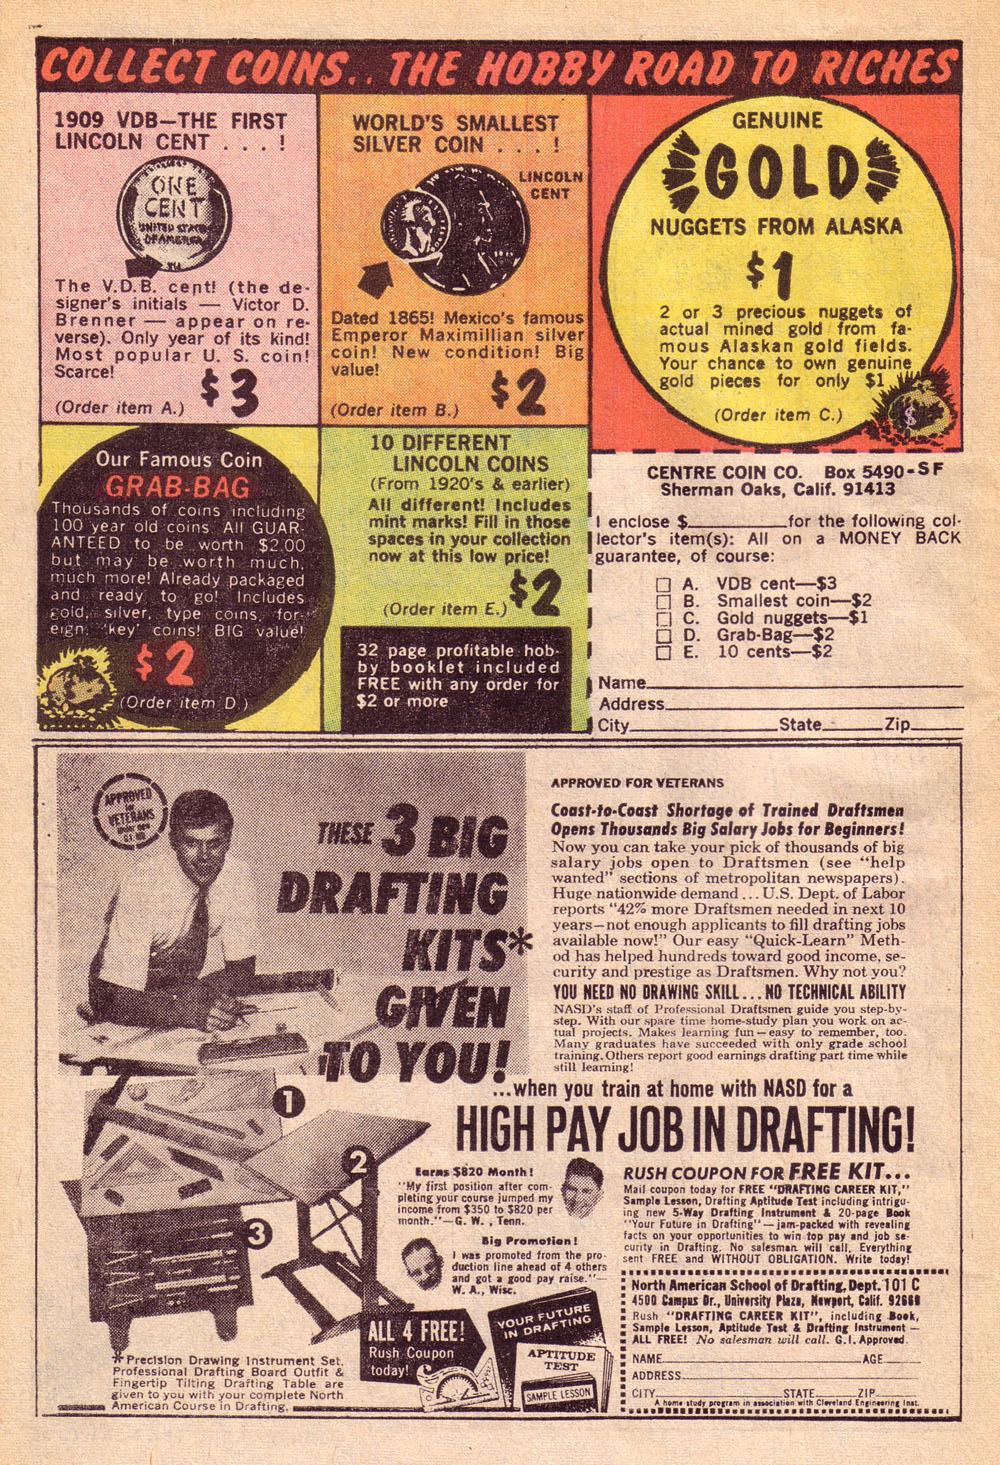 COLLECT COINS.. THE HOBBY ROAD TO RICHES
1909 VDB—THE FIRST
LINCOLN CENT . . . !
ONE
CENT
UNITED STATES
OF AMERICA
The V.D.B. cent! (the de-
signer's initials — Victor D.
Brenner — appear on re-
verse). Only year of its kind!
Most popular U. S. coin!
Scarce!
$3
(Order item A.)
WORLD'S SMALLEST
SILVER COIN . . . !
LINCOLN
CENT
Dated 1865! Mexico's famous
Emperor Maximillian silver
coin! New condition! Big
value!
$2
(Order item B.)
GENUINE
GOLD
NUGGETS FROM ALASKA
$1
2 or 3 precious nuggets of
actual mined gold from fa-
mous Alaskan gold fields.
Your chance to own genuine
gold pieces for only $1
(Order item C.)
$
Our Famous Coin
GRAB-BAG
Thousands of coins including
100 year old coins. All GUAR-
ANTEED to be worth $2.00
but may be worth much,
much more! Already packaged
and ready to go! Includes
gold, silver, type coins, for-
eign, 'key' coins! BIG value!
$2
(Order item D.)
10 DIFFERENT
LINCOLN COINS
(From 1920's & earlier)
All different! Includes
mint marks! Fill in those
spaces in your collection
now at this low price!
$2
(Order item E.)
32 page profitable hob-
by booklet included
FREE with any order for
$2 or more
CENTRE COIN CO. Box 5490-SF
Sherman Oaks, Calif. 91413
I enclose $__________for the following col-
lector's item(s): All on a MONEY BACK
guarantee, of course:
☐ A. VDB cent—$3
☐ B. Smallest coin—$2
☐ C. Gold nuggets—$1
☐ D. Grab-Bag—$2
☐ E. 10 cents—$2
Name
Address
City State Zip
APPROVED
for
VETERANS
Under new
G.I. Bill
THESE 3 BIG
DRAFTING
KITS*
GIVEN
TO YOU!
APPROVED FOR VETERANS
Coast-to-Coast Shortage of Trained Draftsmen
Opens Thousands Big Salary Jobs for Beginners!
Now you can take your pick of thousands of big
salary jobs open to Draftsmen (see "help
wanted" sections of metropolitan newspapers).
Huge nationwide demand . . . U.S. Dept. of Labor
reports "42% more Draftsmen needed in next 10
years—not enough applicants to fill drafting jobs
available now!" Our easy "Quick-Learn" Meth-
od has helped hundreds toward good income, se-
curity and prestige as Draftsmen. Why not you?
YOU NEED NO DRAWING SKILL...NO TECHNICAL ABILITY
NASD's staff of Professional Draftsmen guide you step-by-
step. With our spare time home-study plan you work on ac-
tual projects. Makes learning fun—easy to remember, too.
Many graduates have succeeded with only grade school
training. Others report good earnings drafting part time while
still learning!
...when you train at home with NASD for a
HIGH PAY JOB IN DRAFTING!
1
2
3
Earns $820 Month!
"My first position after com-
pleting your course jumped my
income from $350 to $820 per
month."—G. W. , Tenn.
Big Promotion!
I was promoted from the pro-
duction line ahead of 4 others
and got a good pay raise."—
W. A., Wisc.
ALL 4 FREE!
Rush Coupon
today!
YOUR FUTURE
IN DRAFTING
APTITUDE
TEST
SAMPLE LESSON
*Precision Drawing Instrument Set,
Professional Drafting Board Outfit &
Fingertip Tilting Drafting Table are
given to you with your complete North
American Course in Drafting.
RUSH COUPON FOR FREE KIT...
Mail coupon today for FREE "DRAFTING CAREER KIT,"
Sample Lesson, Drafting Aptitude Test including intrigu-
ing new 5-Way Drafting Instrument & 20-page Book
"Your Future in Drafting"—jam-packed with revealing
facts on your opportunities to win top pay and job se-
curity in Drafting. No salesman will call. Everything
sent FREE and WITHOUT OBLIGATION. Write today!
North American School of Drafting, Dept. 101 C
4500 Campus Dr., University Plaza, Newport, Calif. 92660
Rush "DRAFTING CAREER KIT", including Book,
Sample Lesson, Aptitude Test & Drafting Instrument —
ALL FREE! No salesman will call. G.I. Approved.
NAME AGE
ADDRESS
CITY STATE ZIP
A home study program in association with Cleveland Engineering Inst.